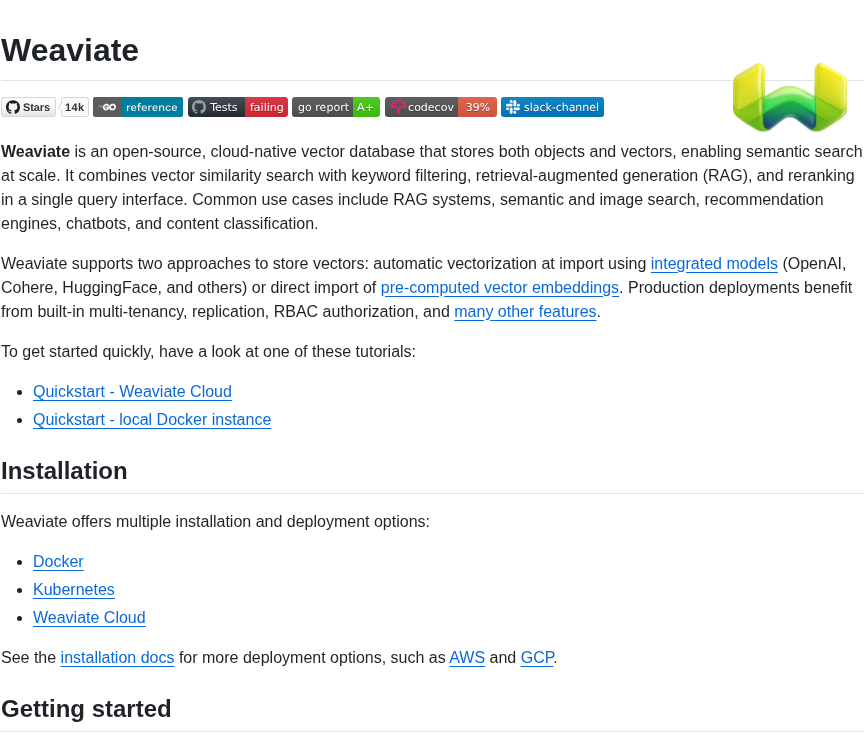 Weaviate
Stars 14k GO reference Tests failing go report A+ codecov 39% slack-channel
Weaviate is an open-source, cloud-native vector database that stores both objects and vectors, enabling semantic search
at scale. It combines vector similarity search with keyword filtering, retrieval-augmented generation (RAG), and reranking
in a single query interface. Common use cases include RAG systems, semantic and image search, recommendation
engines, chatbots, and content classification.
Weaviate supports two approaches to store vectors: automatic vectorization at import using integrated models (OpenAI,
Cohere, HuggingFace, and others) or direct import of pre-computed vector embeddings. Production deployments benefit
from built-in multi-tenancy, replication, RBAC authorization, and many other features.
To get started quickly, have a look at one of these tutorials:
Quickstart - Weaviate Cloud
Quickstart - local Docker instance
Installation
Weaviate offers multiple installation and deployment options:
Docker
Kubernetes
Weaviate Cloud
See the installation docs for more deployment options, such as AWS and GCP.
Getting started